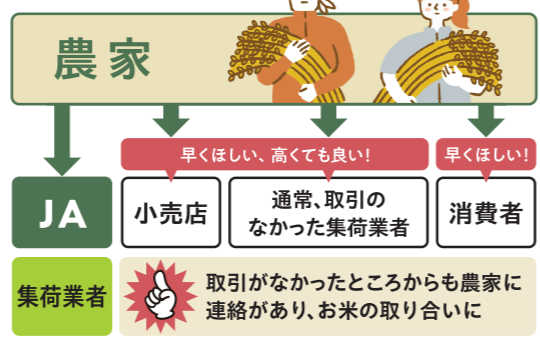 農家
早くほしい、高くても良い!
早くほしい!
JA
小売店
通常、取引の
なかった集荷業者
消費者
集荷業者
取引がなかったところからも農家に
連絡があり、お米の取り合いに